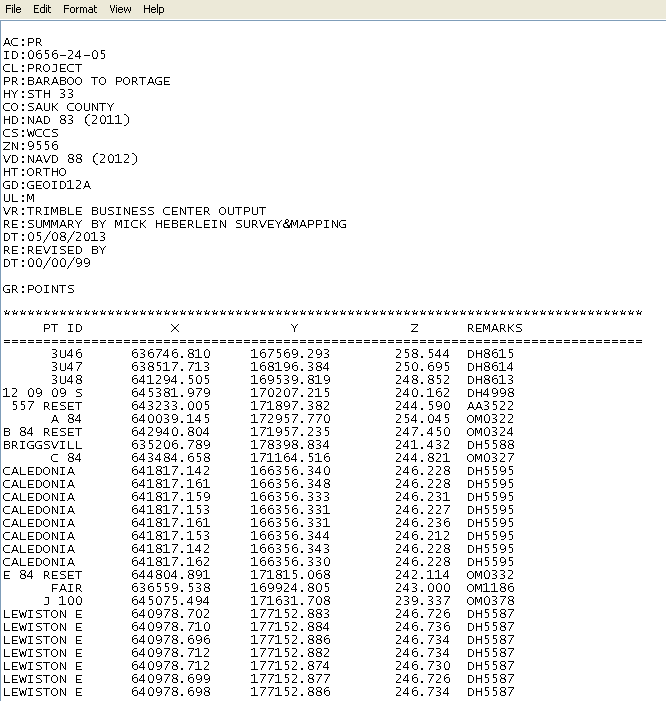 File Edit Format View Help
AC:PR
ID:0656-24-05
CL:PROJECT
PR:BARABOO TO PORTAGE
HY:STH 33
CO:SAUK COUNTY
HD:NAD 83 (2011)
CS:WCCS
ZN:9556
VD:NAVD 88 (2012)
HT:ORTHO
GD:GEOID12A
UL:M
VR:TRIMBLE BUSINESS CENTER OUTPUT
RE:SUMMARY BY MICK HEBERLEIN SURVEY&MAPPING
DT:05/08/2013
RE:REVISED BY
DT:00/00/99
GR:POINTS
********************************************************************************
PT ID X Y Z REMARKS
================================================================================
3U46 636746.810 167569.293 258.544 DH8615
3U47 638517.713 168196.384 250.695 DH8614
3U48 641294.505 169539.819 248.852 DH8613
12 09 09 S 645381.979 170207.215 240.162 DH4998
557 RESET 643233.005 171897.382 244.590 AA3522
A 84 640039.145 172957.770 254.045 OM0322
B 84 RESET 642940.804 171957.235 247.450 OM0324
BRIGGSVILL 635206.789 178398.834 241.432 DH5588
C 84 643484.658 171164.516 244.821 OM0327
CALEDONIA 641817.142 166356.340 246.228 DH5595
CALEDONIA 641817.161 166356.348 246.228 DH5595
CALEDONIA 641817.159 166356.333 246.231 DH5595
CALEDONIA 641817.153 166356.331 246.227 DH5595
CALEDONIA 641817.161 166356.331 246.236 DH5595
CALEDONIA 641817.153 166356.344 246.212 DH5595
CALEDONIA 641817.142 166356.343 246.228 DH5595
CALEDONIA 641817.162 166356.330 246.228 DH5595
E 84 RESET 644804.891 171815.068 242.114 OM0332
FAIR 636559.538 169924.805 243.000 OM1186
J 100 645075.494 171631.708 239.337 OM0378
LEWISTON E 640978.702 177152.883 246.726 DH5587
LEWISTON E 640978.710 177152.884 246.736 DH5587
LEWISTON E 640978.696 177152.886 246.734 DH5587
LEWISTON E 640978.712 177152.882 246.734 DH5587
LEWISTON E 640978.712 177152.874 246.730 DH5587
LEWISTON E 640978.699 177152.877 246.726 DH5587
LEWISTON E 640978.698 177152.886 246.734 DH5587